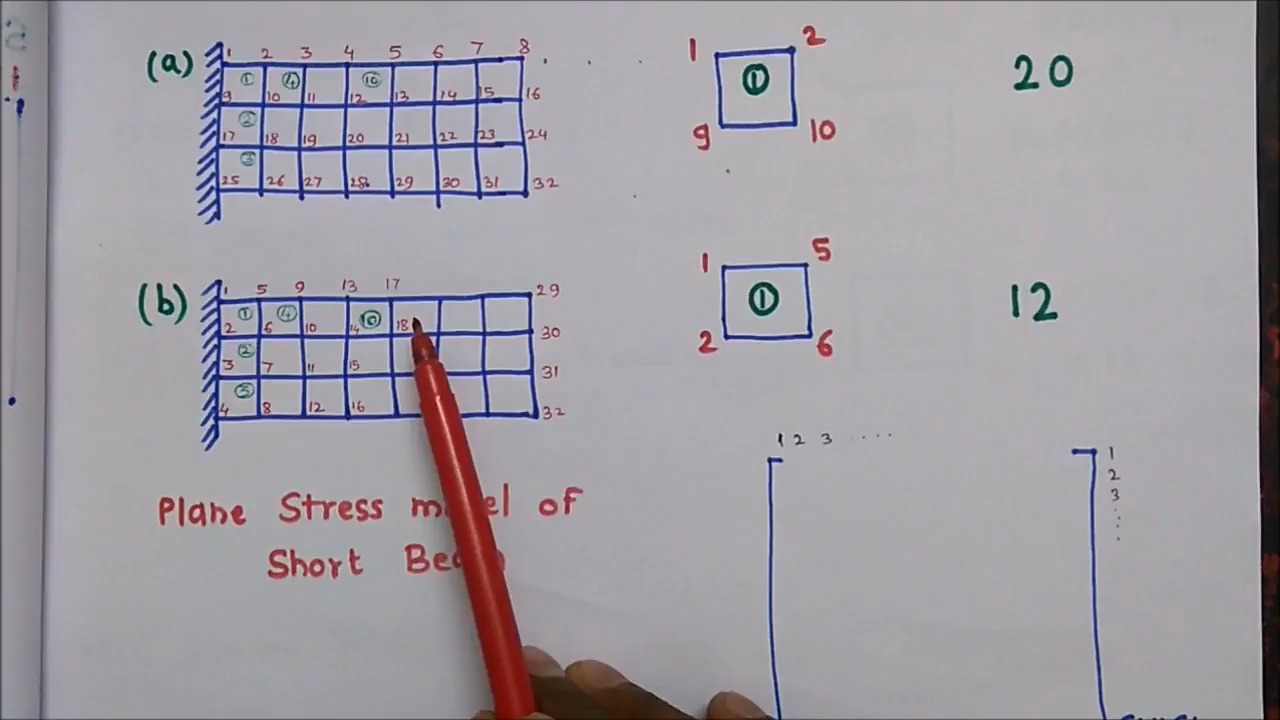 (a)
1 2 3 4 5 6 7 8
① ④ ⑩
9 10 11 12 13 14 15 16
②
17 18 19 20 21 22 23 24
③
25 26 27 28 29 30 31 32
1 2
①
9 10
20
(b)
1 5 9 13 17 29
① ④ ⑩
2 6 10 14 18 30
②
3 7 11 15 31
③
4 8 12 16 32
1 5
①
2 6
12
Plane Stress of
Short
1 2 3 ....
1
2
3